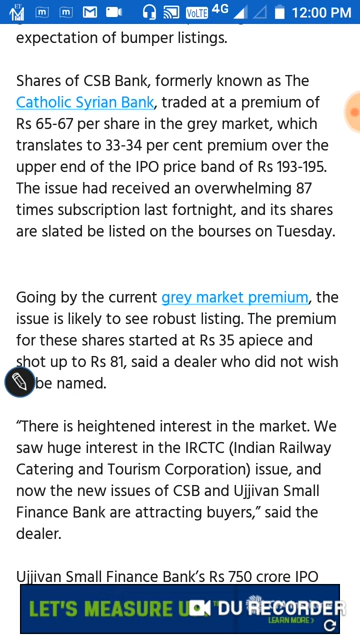 VoLTE 4G 12:00 PM
expectation of bumper listings.
Shares of CSB Bank, formerly known as The
Catholic Syrian Bank, traded at a premium of
Rs 65-67 per share in the grey market, which
translates to 33-34 per cent premium over the
upper end of the IPO price band of Rs 193-195.
The issue had received an overwhelming 87
times subscription last fortnight, and its shares
are slated be listed on the bourses on Tuesday.
Going by the current grey market premium, the
issue is likely to see robust listing. The premium
for these shares started at Rs 35 apiece and
shot up to Rs 81, said a dealer who did not wish
be named.
“There is heightened interest in the market. We
saw huge interest in the IRCTC (Indian Railway
Catering and Tourism Corporation) issue, and
now the new issues of CSB and Ujjivan Small
Finance Bank are attracting buyers,” said the
dealer.
Ujjivan Small Finance Bank’s Rs 750 crore IPO
LET'S MEASURE
DU RECORDER
LEARN MORE